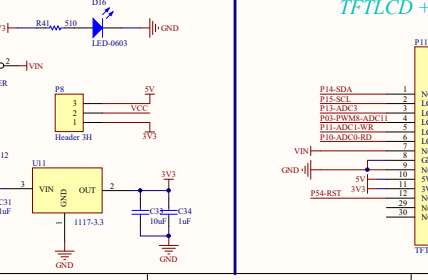 D16
TFTLCD +
R41 510
GND
LED-0603
2
VIN
P8
5V
3
2
1
VCC
3V3
Header 3H
U11
3V3
3
VIN
OUT
2
GND
1
1117-3.3
C33
10uF
C34
1uF
GND
GND
P11
P14-SDA 1
P15-SCL 2
P13-ADC3 3
P03-PWM8-ADC11 4
P11-ADC1-WR 5
P10-ADC0-RD 6
VIN 7
8
GND 9
5V 10
3V3 11
P54-RST 12
29
30